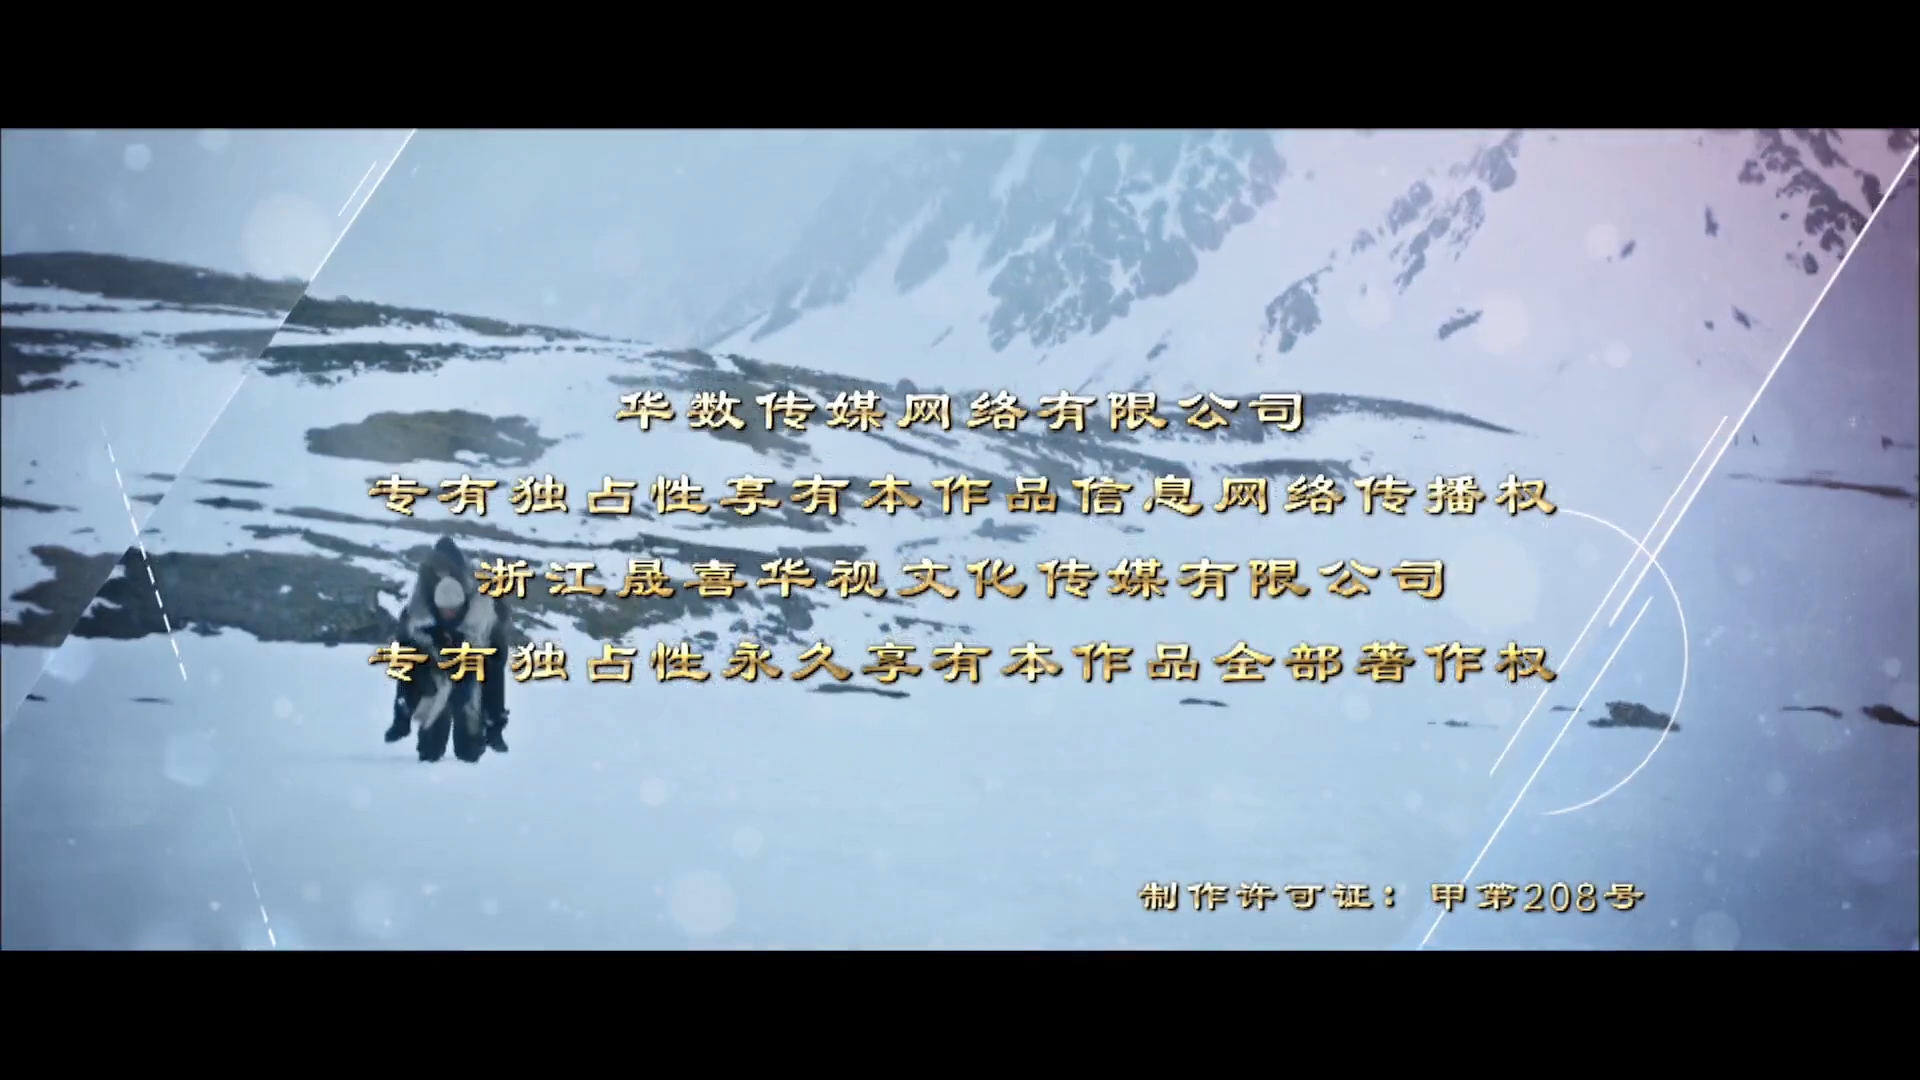 华数传媒网络有限公司
专有独占性享有本作品信息网络传播权
浙江晟喜华视文化传媒有限公司
专有独占性永久享有本作品全部著作权
制作许可证：甲第208号